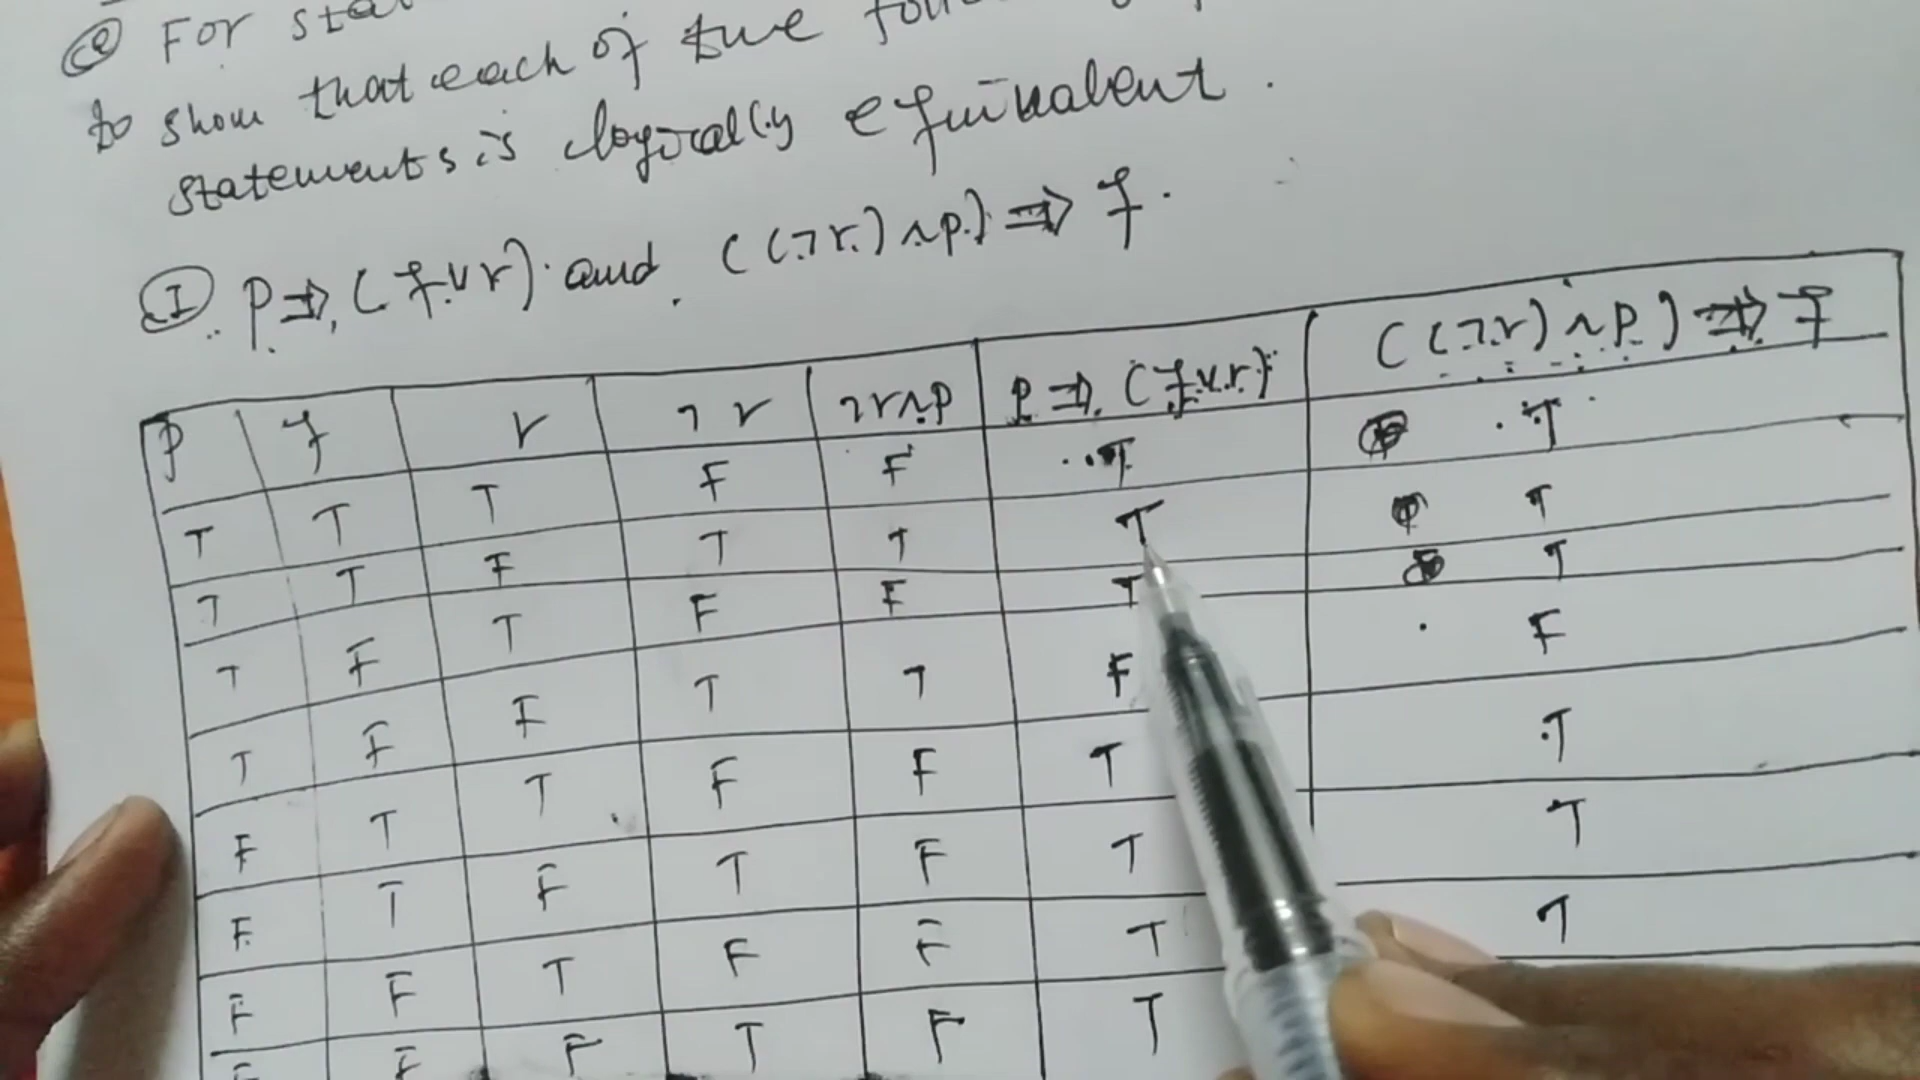 (e) For
to show that each of the
statements is logically equivalent.
(I) p ⇒ (q v r) and ((¬r) ∧ p) ⇒ q.
p q r ¬r ¬r∧p p ⇒ (q v r) ((¬r) ∧ p) ⇒ q
T T T F F T T
T T F T T T T
T F T F F T T
T F F T T F F
F T T F F T T
F T F T F T T
F F T F F T T
F F F T F T